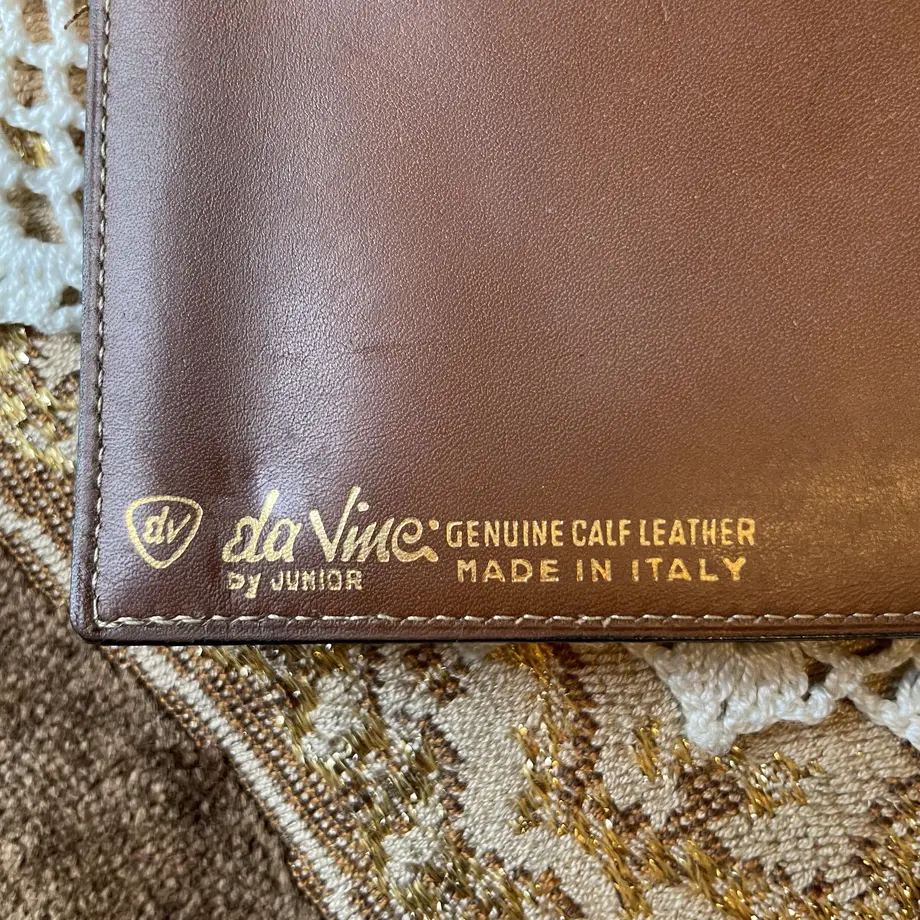 dv da Vinci GENUINE CALF LEATHER
by JUNIOR MADE IN ITALY